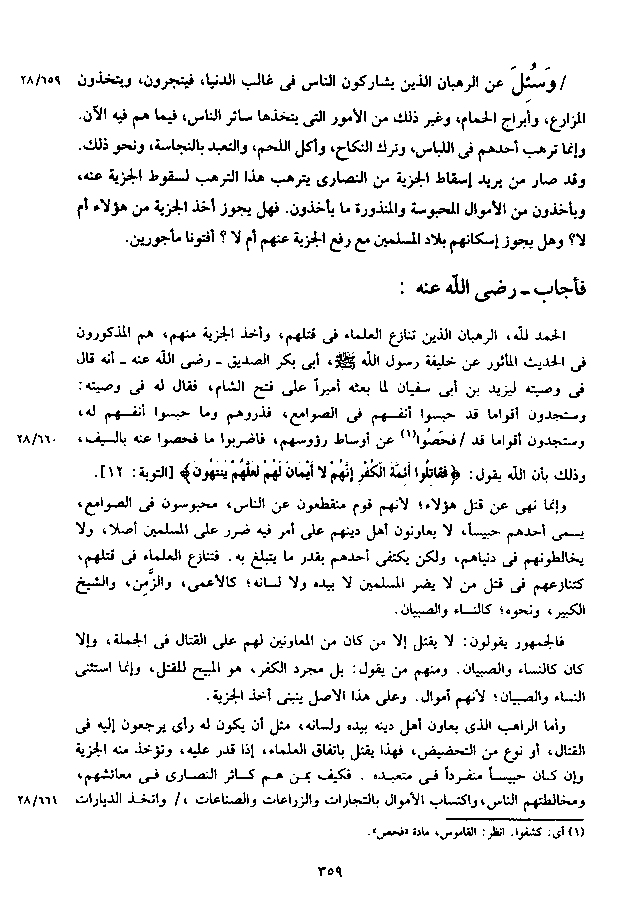 ٢٨/٦٥٩
/ وَسُئِلَ عن الرهبان الذين يشاركون الناس فى غالب الدنيا، فيتجرون، ويتخذون
المزارع، وأبراج الحمام، وغير ذلك من الأمور التى يتخذها سائر الناس، فيما هم فيه الآن.
وإنما ترهب أحدهم فى اللباس، وترك النكاح، وأكل اللحم، والتعبد بالنجاسة، ونحو ذلك.
وقد صار من يريد إسقاط الجزية من النصارى يترهب هذا الترهب لسقوط الجزية عنه،
ويأخذون من الأموال المحبوسة والمنذورة ما يأخذون. فهل يجوز أخذ الجزية من هؤلاء أم
لا؟ وهل يجوز إسكانهم بلاد المسلمين مع رفع الجزية عنهم أم لا ؟ أفتونا مأجورين.
فأجاب ـ رضى الله عنه :
الحمد لله، الرهبان الذين تنازع العلماء فى قتلهم، وأخذ الجزية منهم، هم المذكورون
فى الحديث المأثور عن خليفة رسول الله ﷺ، أبى بكر الصديق ـ رضى الله عنه ـ أنه قال
فى وصيته ليزيد بن أبى سفيان لما بعثه أميراً على فتح الشام، فقال له فى وصيته:
وستجدون أقواما قد حبسوا أنفسهم فى الصوامع، فذروهم وما حبسوا أنفسهم له،
وستجدون أقواما قد / فحَصُوا(١) عن أوساط رؤوسهم، فاضربوا ما فحصوا عنه بالسيف،
٢٨/٦٦٠
وذلك بأن الله يقول: ﴿ فَقَاتِلُوا أَئِمَّةَ الْكُفْرِ إِنَّهُمْ لا أَيْمَانَ لَهُمْ لَعَلَّهُمْ يَنتَهُونَ﴾ [التوبة: ١٢].
وإنما نهى عن قتل هؤلاء؛ لأنهم قوم منقطعون عن الناس، محبوسون فى الصوامع،
يسمى أحدهم حبيساً، لا يعاونون أهل دينهم على أمر فيه ضرر على المسلمين أصلا، ولا
يخالطونهم فى دنياهم، ولكن يكتفى أحدهم بقدر ما يتبلغ به. فتنازع العلماء فى قتلهم،
كتنازعهم فى قتل من لا يضر المسلمين لا بيده ولا لسانه؛ كالأعمى، والزَّمِن، والشيخ
الكبير، ونحوه؛ كالنساء والصبيان.
فالجمهور يقولون: لا يقتل إلا من كان من المعاونين لهم على القتال فى الجملة، وإلا
كان كالنساء والصبيان. ومنهم من يقول: بل مجرد الكفر، هو المبيح للقتل، وإنما استثنى
النساء والصبيان؛ لأنهم أموال. وعلى هذا الأصل ينبنى أخذ الجزية.
وأما الراهب الذى يعاون أهل دينه بيده ولسانه، مثل أن يكون له رأى يرجعون إليه فى
القتال، أو نوع من التحضيض، فهذا يقتل باتفاق العلماء، إذا قدر عليه، وتؤخذ منه الجزية
وإن كان حبيساً منفرداً فى متعبده . فكيف بمن هم كسائر النصارى فى معائشهم،
ومخالطتهم الناس، واكتساب الأموال بالتجارات والزراعات والصناعات ،/ واتخذ الديارات
٢٨/٦٦١
(١) أى: كشفوا. انظر: القاموس، مادة «فحص».
٣٥٩